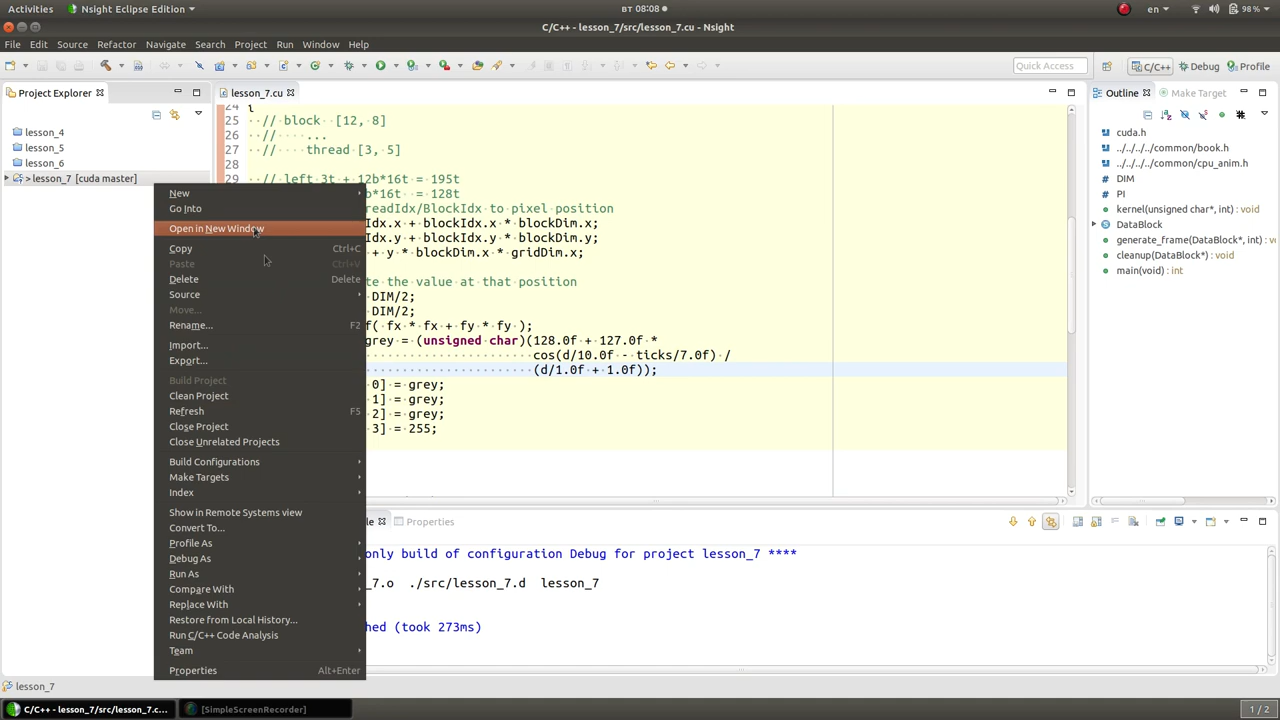 Activities
Nsight Eclipse Edition
ВТ 08:08
en
98%
C/C++ - lesson_7/src/lesson_7.cu - Nsight
File Edit Source Refactor Navigate Search Project Run Window Help
Quick Access
C/C++
Debug
Profile
Project Explorer
lesson_4
lesson_5
lesson_6
> lesson_7 [cuda master]
lesson_7.cu
24 {
25 // block [12, 8]
26 // ...
27 // thread [3, 5]
28
29 // left 3t + 12b*16t = 195t
b*16t = 128t
readIdx/BlockIdx to pixel position
Idx.x + blockIdx.x * blockDim.x;
Idx.y + blockIdx.y * blockDim.y;
+ y * blockDim.x * gridDim.x;
te the value at that position
DIM/2;
DIM/2;
f( fx * fx + fy * fy );
grey = (unsigned char)(128.0f + 127.0f *
cos(d/10.0f - ticks/7.0f) /
(d/1.0f + 1.0f));
0] = grey;
1] = grey;
2] = grey;
3] = 255;
New
Go Into
Open in New Window
Copy Ctrl+C
Paste Ctrl+V
Delete Delete
Source
Move...
Rename... F2
Import...
Export...
Build Project
Clean Project
Refresh F5
Close Project
Close Unrelated Projects
Build Configurations
Make Targets
Index
Show in Remote Systems view
Convert To...
Profile As
Debug As
Run As
Compare With
Replace With
Restore from Local History...
Run C/C++ Code Analysis
Team
Properties Alt+Enter
Outline
Make Target
cuda.h
../../../../common/book.h
../../../../common/cpu_anim.h
DIM
PI
kernel(unsigned char*, int) : void
DataBlock
generate_frame(DataBlock*, int) : void
cleanup(DataBlock*) : void
main(void) : int
le
Properties
only build of configuration Debug for project lesson_7 ****
_7.o ./src/lesson_7.d lesson_7
hed (took 273ms)
lesson_7
C/C++ - lesson_7/src/lesson_7.c...
[SimpleScreenRecorder]
1 / 2